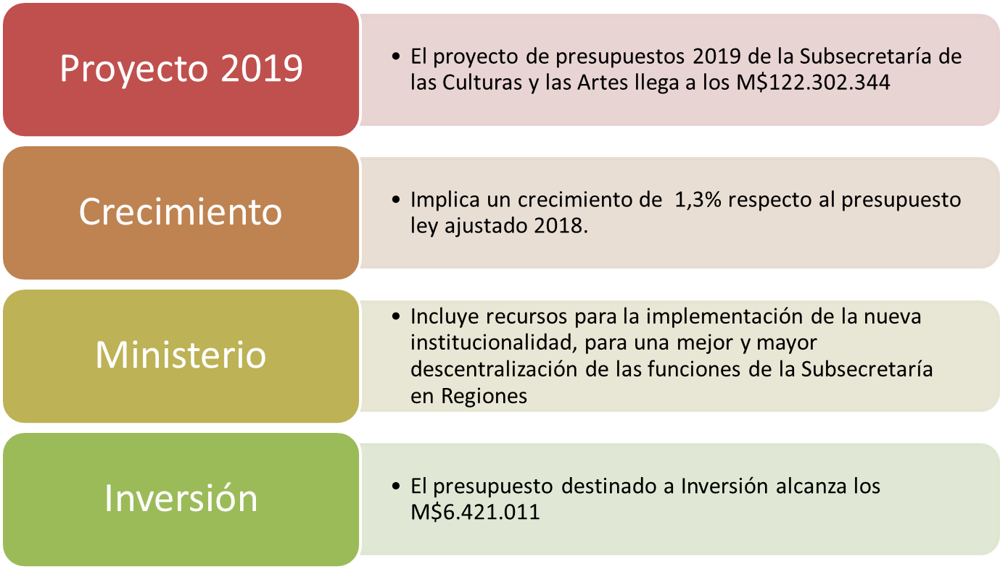 Proyecto 2019
• El proyecto de presupuestos 2019 de la Subsecretaría de
las Culturas y las Artes llega a los M$122.302.344
Crecimiento
• Implica un crecimiento de  1,3% respecto al presupuesto
ley ajustado 2018.
Ministerio
• Incluye recursos para la implementación de la nueva
institucionalidad, para una mejor y mayor
descentralización de las funciones de la Subsecretaría
en Regiones
Inversión
• El presupuesto destinado a Inversión alcanza los
M$6.421.011